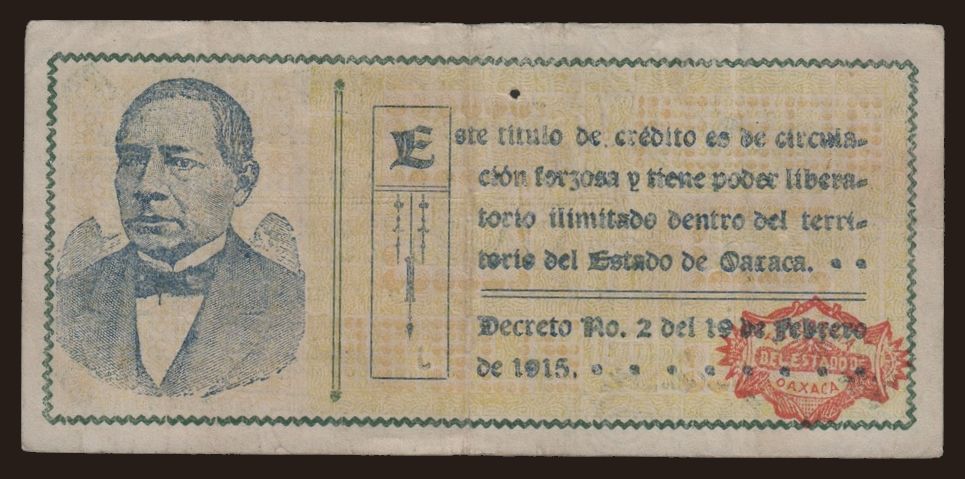 Este titulo de crédito es de circula-
ción forzosa y tiene poder libera-
torio ilimitado dentro del terri-
torio del Estado de Oaxaca.
Decreto No. 2 del 19 de Febrero
de 1915.
DEL ESTADO DE
OAXACA